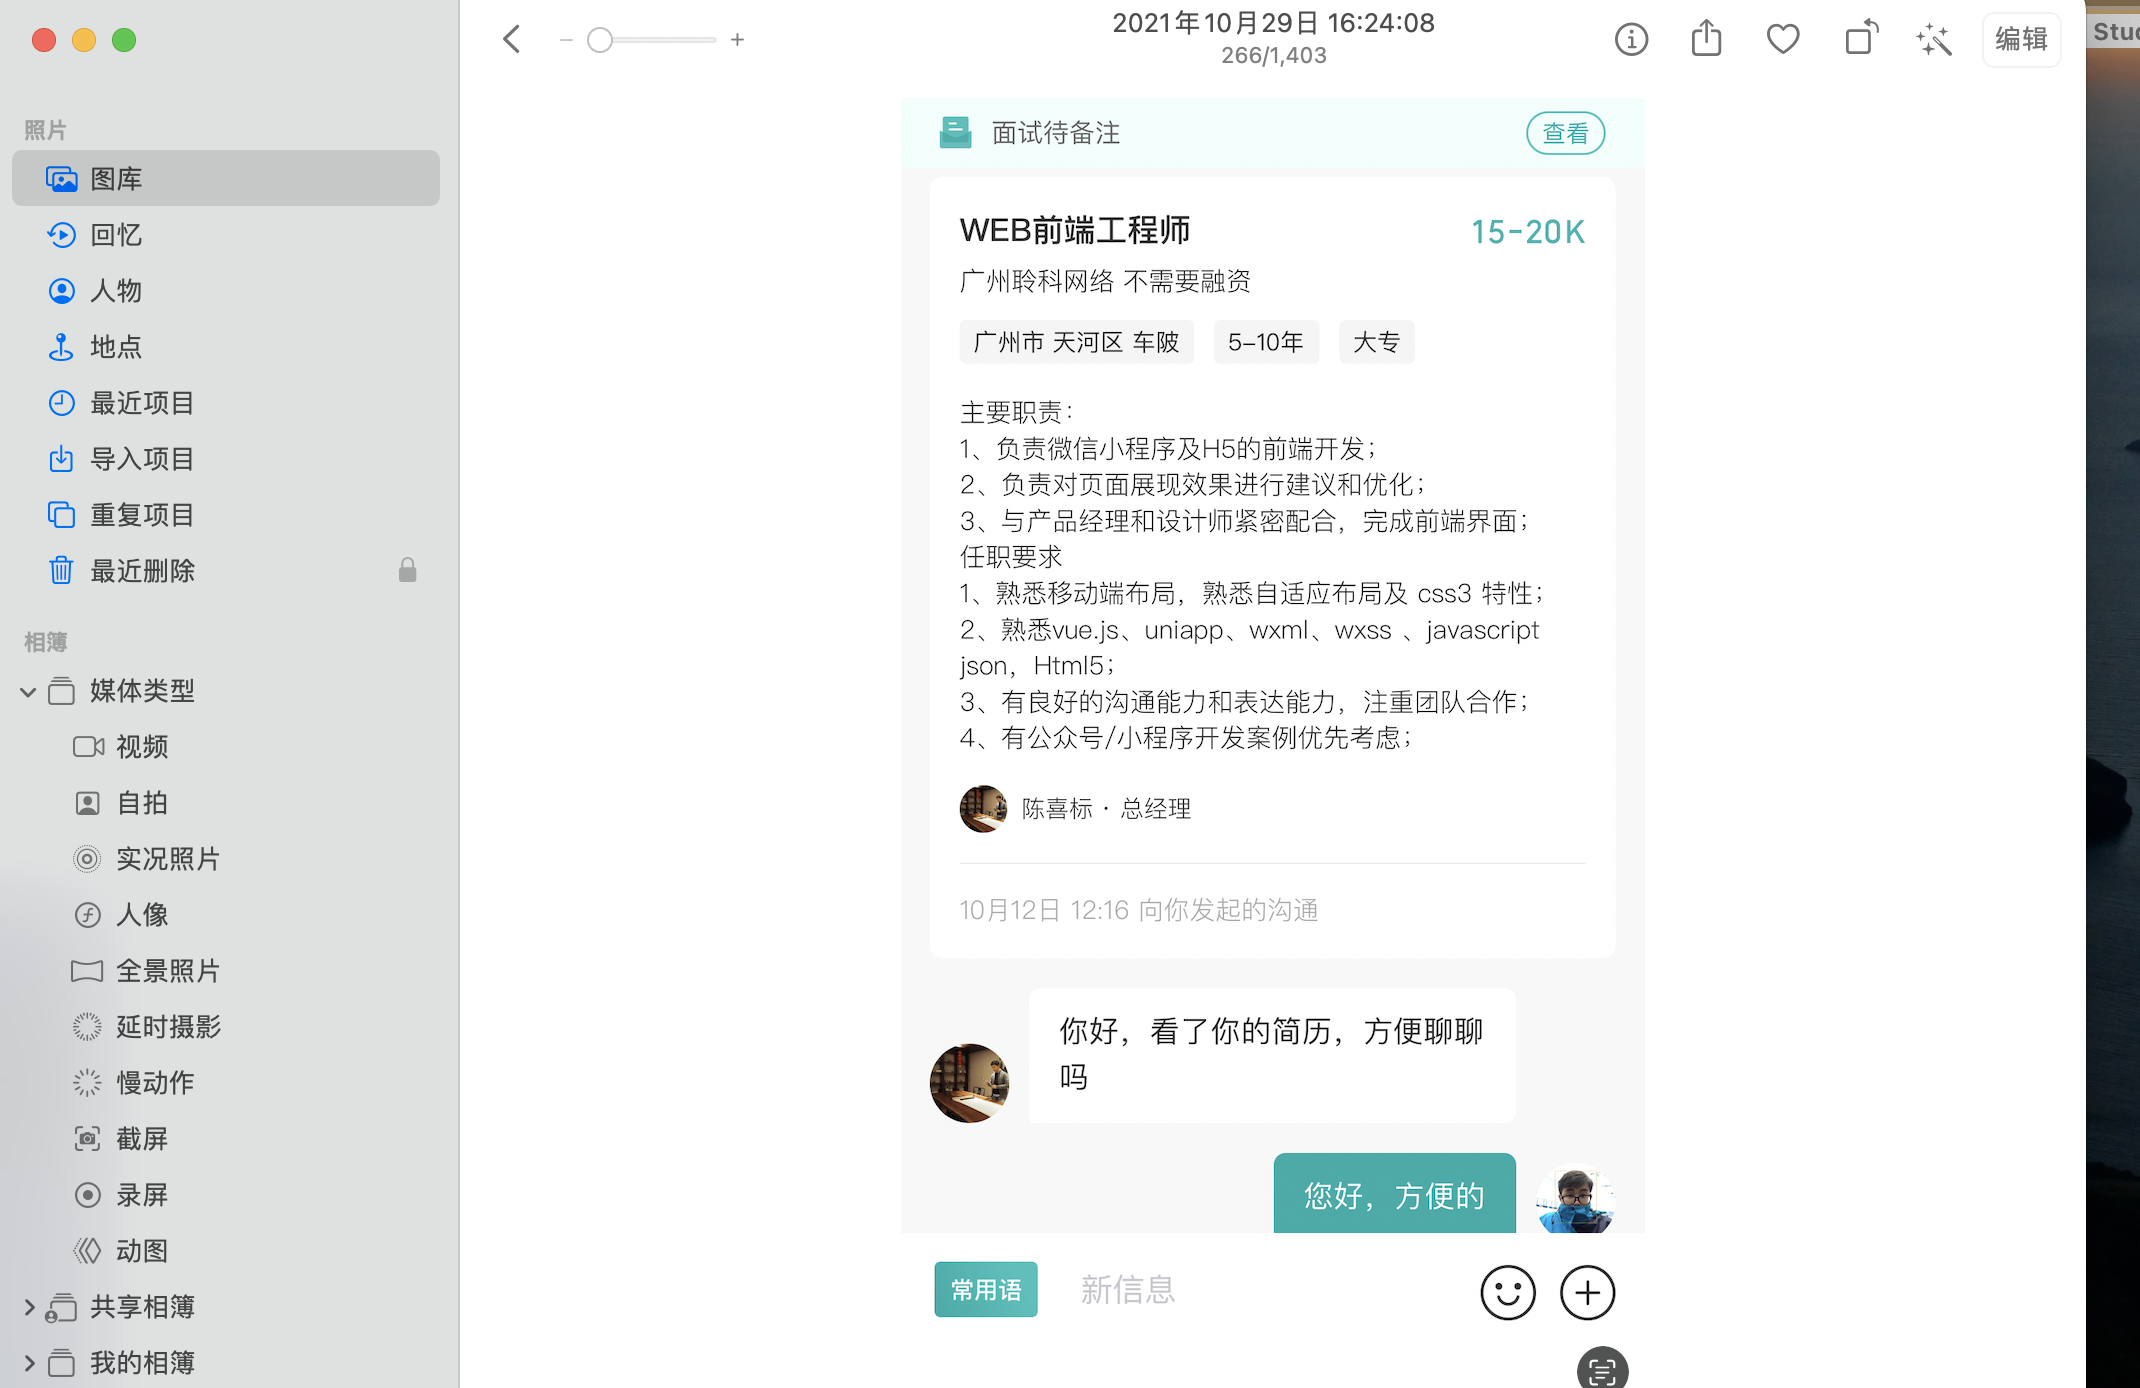 2021年10月29日 16:24:08
266/1,403
编辑
照片
图库
回忆
人物
地点
最近项目
导入项目
重复项目
最近删除
相簿
媒体类型
视频
自拍
实况照片
人像
全景照片
延时摄影
慢动作
截屏
录屏
动图
共享相簿
我的相簿
面试待备注
查看
WEB前端工程师
15-20K
广州聆科网络 不需要融资
广州市 天河区 车陂
5-10年
大专
主要职责：
1、负责微信小程序及H5的前端开发；
2、负责对页面展现效果进行建议和优化；
3、与产品经理和设计师紧密配合，完成前端界面；
任职要求
1、熟悉移动端布局，熟悉自适应布局及 css3 特性；
2、熟悉vue.js、uniapp、wxml、wxss 、javascript
json，Html5；
3、有良好的沟通能力和表达能力，注重团队合作；
4、有公众号/小程序开发案例优先考虑；
陈喜标 · 总经理
10月12日 12:16 向你发起的沟通
你好，看了你的简历，方便聊聊
吗
您好，方便的
常用语
新信息